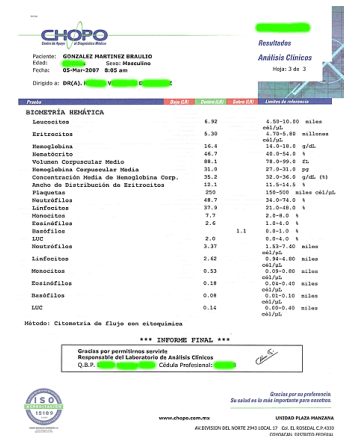 CHOPO
Centro de Apoyo al Diagnóstico Médico
Resultados
Análisis Clínicos
Hoja: 3 de 3
Paciente: GONZALEZ MARTINEZ BRAULIO
Edad: Sexo: Masculino
Fecha: 05-Mar-2007 8:05 am
Dirigido a: DR(A).
Prueba Bajo (LR) Dentro (LR) Sobre (LR) Límites de referencia
BIOMETRÍA HEMÁTICA
Leucocitos 6.92 4.50-10.00 miles cél/µL
Eritrocitos 5.30 4.70-5.80 millones cél/µL
Hemoglobina 16.4 14.0-18.0 g/dL
Hematócrito 46.7 40.0-54.0 %
Volumen Corpuscular Medio 88.1 78.0-99.0 fL
Hemoglobina Corpuscular Media 31.0 27.0-31.0 pg
Concentración Media de Hemoglobina Corp. 35.2 32.0-36.0 g/dL (%)
Ancho de Distribución de Eritrocitos 12.1 11.5-14.5 %
Plaquetas 250 150-500 miles cél/µL
Neutrófilos 48.7 34.0-74.0 %
Linfocitos 37.9 21.0-48.0 %
Monocitos 7.7 2.0-8.0 %
Eosinófilos 2.6 1.0-4.0 %
Basófilos 1.1 0.0-1.0 %
LUC 2.0 0.0-4.0 %
Neutrófilos 3.37 1.53-7.40 miles cél/µL
Linfocitos 2.62 0.94-4.80 miles cél/µL
Monocitos 0.53 0.09-0.80 miles cél/µL
Eosinófilos 0.18 0.04-0.40 miles cél/µL
Basófilos 0.08 0.01-0.10 miles cél/µL
LUC 0.14 0.00-0.40 miles cél/µL
Método: Citometría de flujo con citoquímica
*** INFORME FINAL ***
Gracias por permitirnos servirle
Responsable del Laboratorio de Análisis Clínicos
Q.B.P. Cédula Profesional:
ISO
Gracias por su preferencia
Su salud es lo más importante para nosotros.
www.chopo.com.mx
UNIDAD PLAZA MANZANA
AV.DIVISION DEL NORTE 2943 LOCAL 17 Col. EL ROSEDAL C.P.4330
COYOACAN, DISTRITO FEDERAL